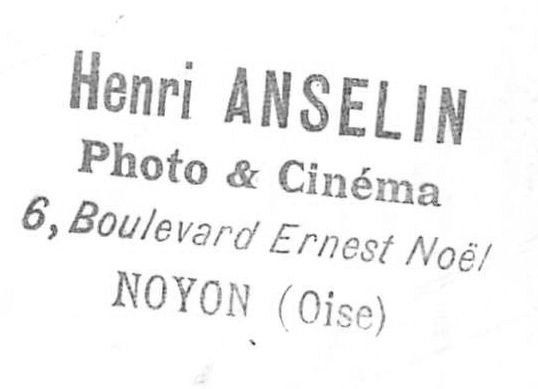 Henri ANSELIN
Photo & Cinéma
6, Boulevard Ernest Noël
NOYON (Oise)